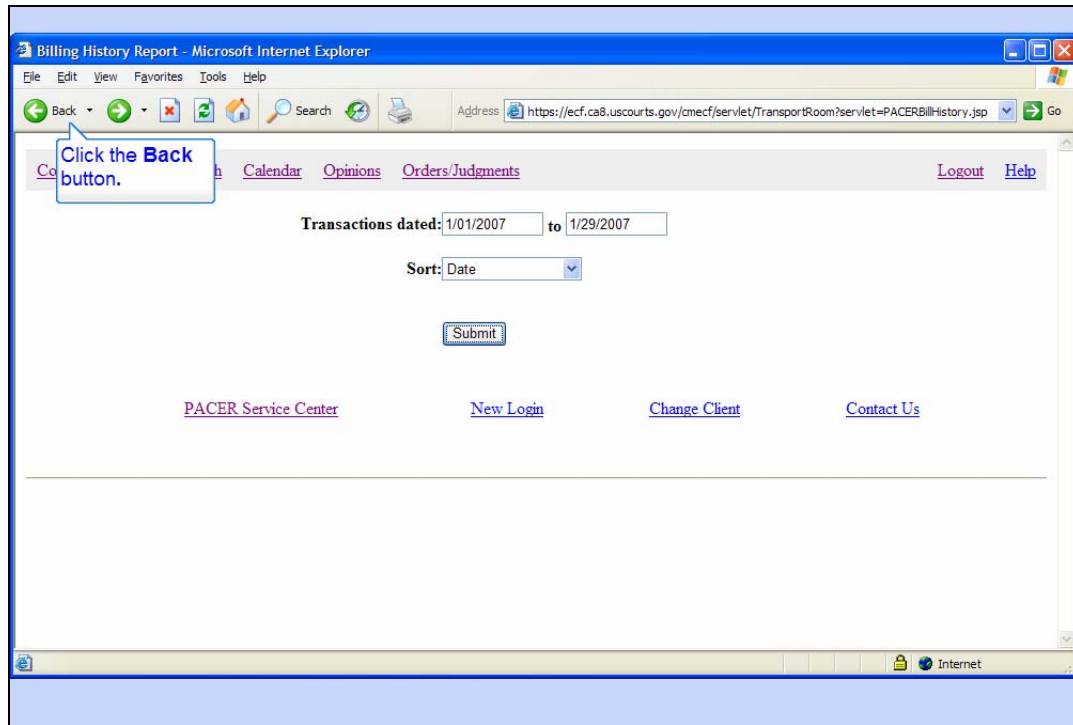 Billing History Report - Microsoft Internet Explorer
File Edit View Favorites Tools Help
Back Search Address https://ecf.ca8.uscourts.gov/cmecf/servlet/TransportRoom?servlet=PACERBillHistory.jsp Go
Click the Back
button.
Co h Calendar Opinions Orders/Judgments Logout Help
Transactions dated: 1/01/2007 to 1/29/2007
Sort: Date
Submit
PACER Service Center New Login Change Client Contact Us
Internet